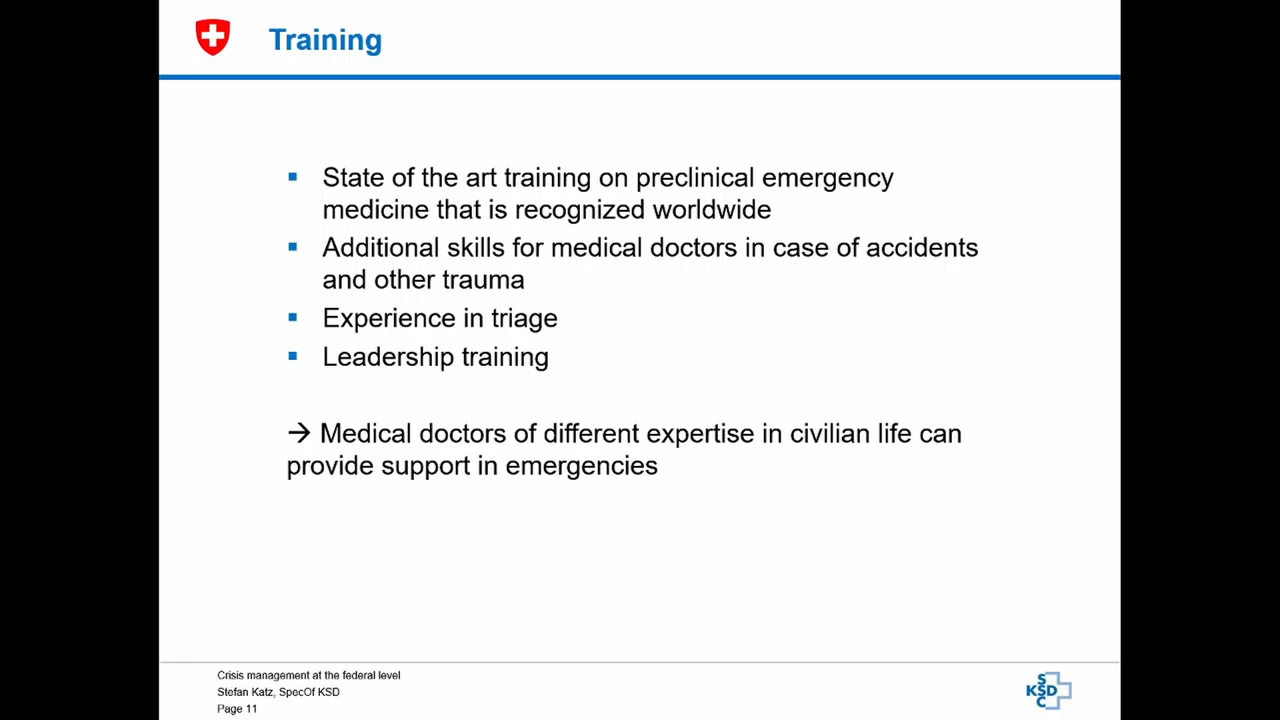 Training
▪ State of the art training on preclinical emergency
medicine that is recognized worldwide
▪ Additional skills for medical doctors in case of accidents
and other trauma
▪ Experience in triage
▪ Leadership training
→ Medical doctors of different expertise in civilian life can
provide support in emergencies
Crisis management at the federal level
Stefan Katz, SpecOf KSD
Page 11
S
KSD
C